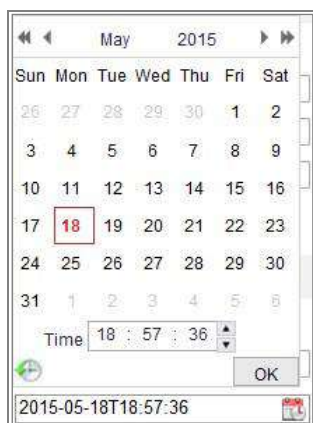 May 2015
Sun Mon Tue Wed Thu Fri Sat
26 27 28 29 30 1 2
3 4 5 6 7 8 9
10 11 12 13 14 15 16
17 18 19 20 21 22 23
24 25 26 27 28 29 30
31 1 2 3 4 5 6
Time 18 : 57 : 36
OK
2015-05-18T18:57:36